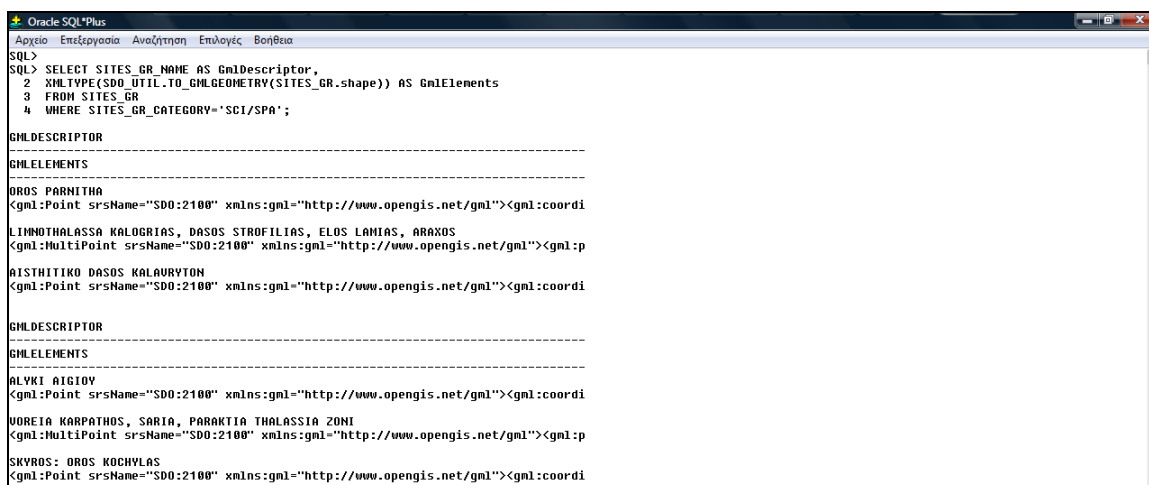 Oracle SQL*Plus
Αρχείο Επεξεργασία Αναζήτηση Επιλογές Βοήθεια
SQL>
SQL> SELECT SITES_GR_NAME AS GmlDescriptor,
2 XMLTYPE(SDO_UTIL.TO_GMLGEOMETRY(SITES_GR.shape)) AS GmlElements
3 FROM SITES_GR
4 WHERE SITES_GR_CATEGORY='SCI/SPA';
GMLDESCRIPTOR
--------------------------------------------------------------------------------
GMLELEMENTS
--------------------------------------------------------------------------------
OROS PARNITHA
<gml:Point srsName="SDO:2100" xmlns:gml="http://www.opengis.net/gml"><gml:coordi
LIMNOTHALASSA KALOGRIAS, DASOS STROFILIAS, ELOS LAMIAS, ARAXOS
<gml:MultiPoint srsName="SDO:2100" xmlns:gml="http://www.opengis.net/gml"><gml:p
AISTHITIKO DASOS KALAVRYTON
<gml:Point srsName="SDO:2100" xmlns:gml="http://www.opengis.net/gml"><gml:coordi
GMLDESCRIPTOR
--------------------------------------------------------------------------------
GMLELEMENTS
--------------------------------------------------------------------------------
ALYKI AIGIOY
<gml:Point srsName="SDO:2100" xmlns:gml="http://www.opengis.net/gml"><gml:coordi
VOREIA KARPATHOS, SARIA, PARAKTIA THALASSIA ZONI
<gml:MultiPoint srsName="SDO:2100" xmlns:gml="http://www.opengis.net/gml"><gml:p
SKYROS: OROS KOCHYLAS
<gml:Point srsName="SDO:2100" xmlns:gml="http://www.opengis.net/gml"><gml:coordi